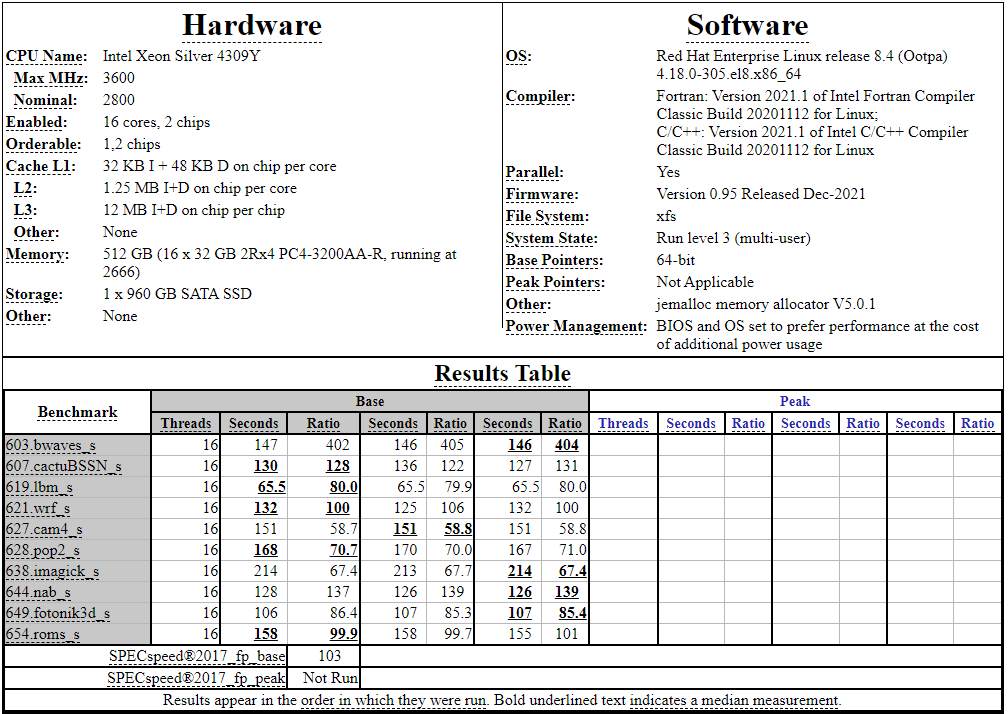 Hardware
CPU Name: Intel Xeon Silver 4309Y
Max MHz: 3600
Nominal: 2800
Enabled: 16 cores, 2 chips
Orderable: 1,2 chips
Cache L1: 32 KB I + 48 KB D on chip per core
L2: 1.25 MB I+D on chip per core
L3: 12 MB I+D on chip per chip
Other: None
Memory: 512 GB (16 x 32 GB 2Rx4 PC4-3200AA-R, running at
2666)
Storage: 1 x 960 GB SATA SSD
Other: None
Software
OS: Red Hat Enterprise Linux release 8.4 (Ootpa)
4.18.0-305.el8.x86_64
Compiler: Fortran: Version 2021.1 of Intel Fortran Compiler
Classic Build 20201112 for Linux;
C/C++: Version 2021.1 of Intel C/C++ Compiler
Classic Build 20201112 for Linux
Parallel: Yes
Firmware: Version 0.95 Released Dec-2021
File System: xfs
System State: Run level 3 (multi-user)
Base Pointers: 64-bit
Peak Pointers: Not Applicable
Other: jemalloc memory allocator V5.0.1
Power Management: BIOS and OS set to prefer performance at the cost
of additional power usage
Results Table
Benchmark Base Peak
Threads Seconds Ratio Seconds Ratio Seconds Ratio Threads Seconds Ratio Seconds Ratio Seconds Ratio
603.bwaves_s 16 147 402 146 405 146 404
607.cactuBSSN_s 16 130 128 136 122 127 131
619.lbm_s 16 65.5 80.0 65.5 79.9 65.5 80.0
621.wrf_s 16 132 100 125 106 132 100
627.cam4_s 16 151 58.7 151 58.8 151 58.8
628.pop2_s 16 168 70.7 170 70.0 167 71.0
638.imagick_s 16 214 67.4 213 67.7 214 67.4
644.nab_s 16 128 137 126 139 126 139
649.fotonik3d_s 16 106 86.4 107 85.3 107 85.4
654.roms_s 16 158 99.9 158 99.7 155 101
SPECspeed®2017_fp_base 103
SPECspeed®2017_fp_peak Not Run
Results appear in the order in which they were run. Bold underlined text indicates a median measurement.